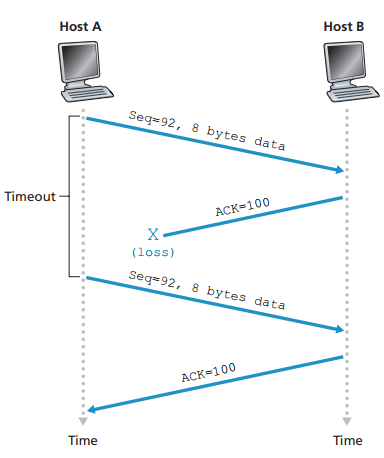 Host A
Host B
Seq=92, 8 bytes data
Timeout
ACK=100
X
(loss)
Seq=92, 8 bytes data
ACK=100
Time
Time